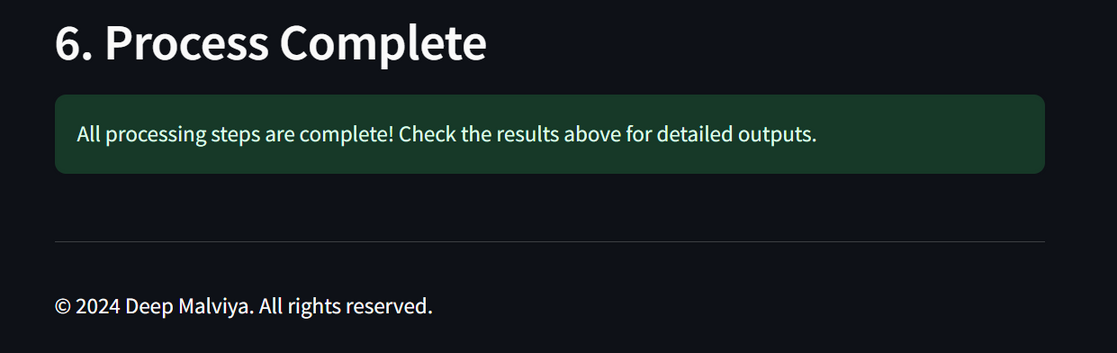 6. Process Complete
All processing steps are complete! Check the results above for detailed outputs.
© 2024 Deep Malviya. All rights reserved.